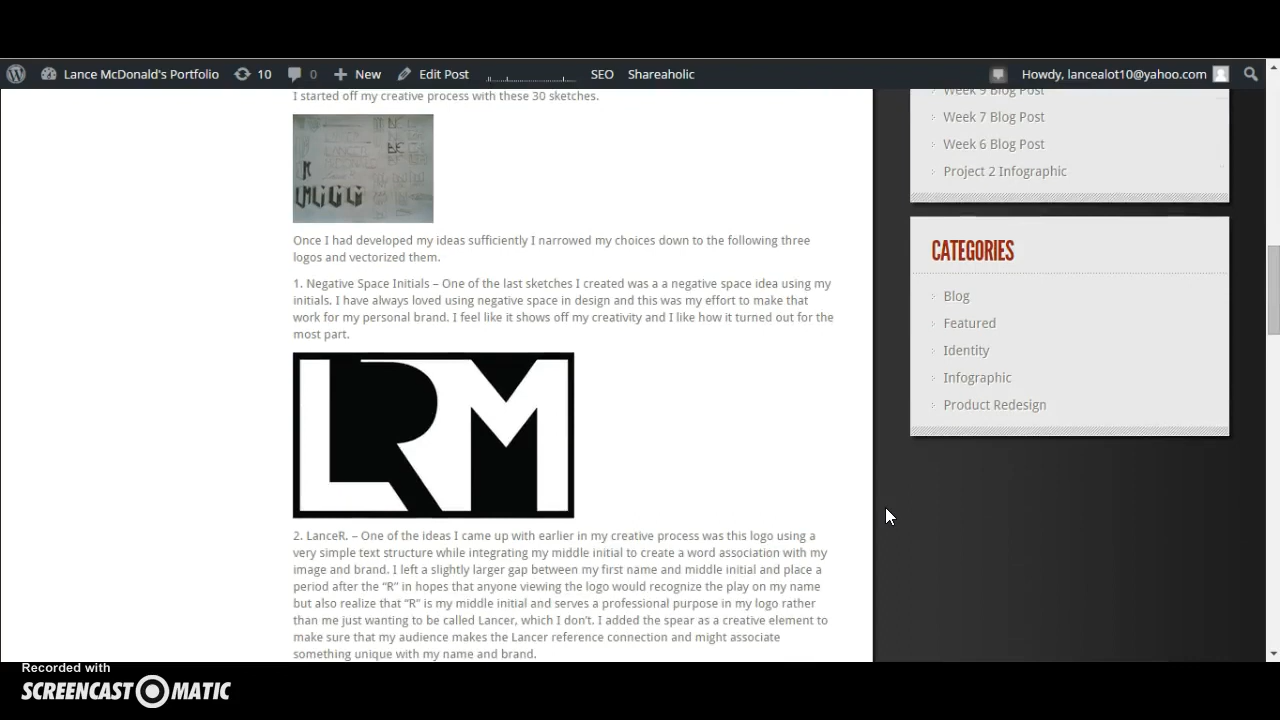 Lance McDonald's Portfolio 10 0 New Edit Post SEO Shareaholic Howdy, lancealot10@yahoo.com
I started off my creative process with these 30 sketches.
Once I had developed my ideas sufficiently I narrowed my choices down to the following three
logos and vectorized them.
1. Negative Space Initials – One of the last sketches I created was a a negative space idea using my
initials. I have always loved using negative space in design and this was my effort to make that
work for my personal brand. I feel like it shows off my creativity and I like how it turned out for the
most part.
LRM
2. LanceR. – One of the ideas I came up with earlier in my creative process was this logo using a
very simple text structure while integrating my middle initial to create a word association with my
image and brand. I left a slightly larger gap between my first name and middle initial and place a
period after the “R” in hopes that anyone viewing the logo would recognize the play on my name
but also realize that “R” is my middle initial and serves a professional purpose in my logo rather
than me just wanting to be called Lancer, which I don’t. I added the spear as a creative element to
make sure that my audience makes the Lancer reference connection and might associate
something unique with my name and brand.
Week 9 Blog Post
Week 7 Blog Post
Week 6 Blog Post
Project 2 Infographic
CATEGORIES
Blog
Featured
Identity
Infographic
Product Redesign
Recorded with
SCREENCAST MATIC